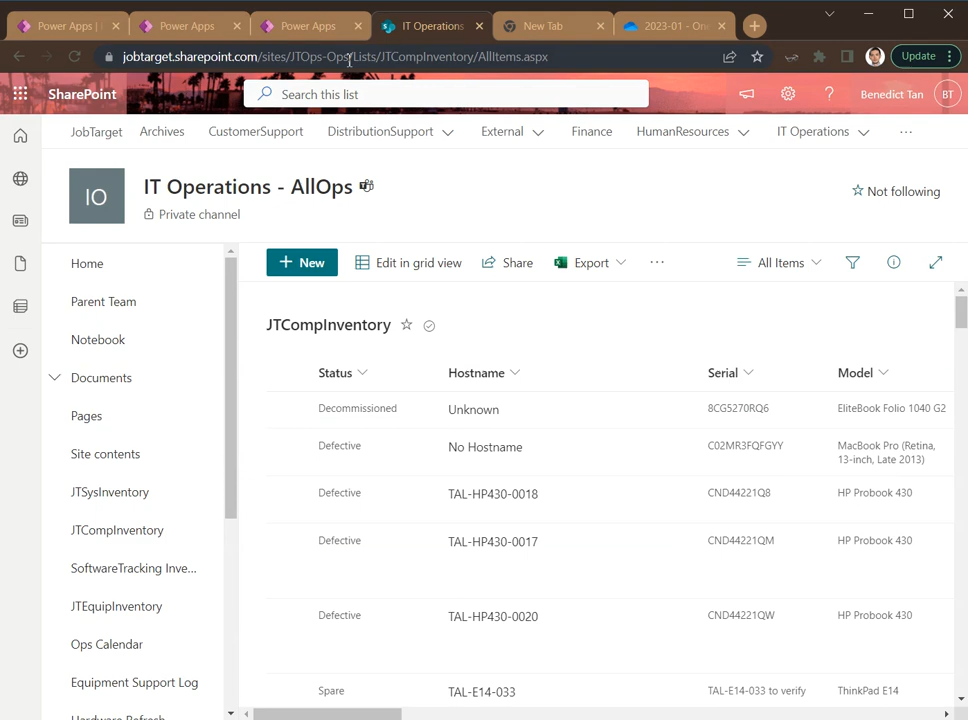 Power Apps |
Power Apps
Power Apps
IT Operations
New Tab
2023-01 - On
jobtarget.sharepoint.com/sites/JTOps-Ops/Lists/JTCompInventory/AllItems.aspx
Update
SharePoint
Search this list
Benedict Tan
BT
JobTarget
Archives
CustomerSupport
DistributionSupport
External
Finance
HumanResources
IT Operations
...
IO
IT Operations - AllOps
Private channel
Not following
Home
Parent Team
Notebook
Documents
Pages
Site contents
JTSysInventory
JTCompInventory
SoftwareTracking Inve...
JTEquipInventory
Ops Calendar
Equipment Support Log
Hardware Refresh
+ New
Edit in grid view
Share
Export
...
All Items
JTCompInventory
Status Hostname Serial Model
Decommissioned Unknown 8CG5270RQ6 EliteBook Folio 1040 G2
Defective No Hostname C02MR3FQFGYY MacBook Pro (Retina,
13-inch, Late 2013)
Defective TAL-HP430-0018 CND44221Q8 HP Probook 430
Defective TAL-HP430-0017 CND44221QM HP Probook 430
Defective TAL-HP430-0020 CND44221QW HP Probook 430
Spare TAL-E14-033 TAL-E14-033 to verify ThinkPad E14